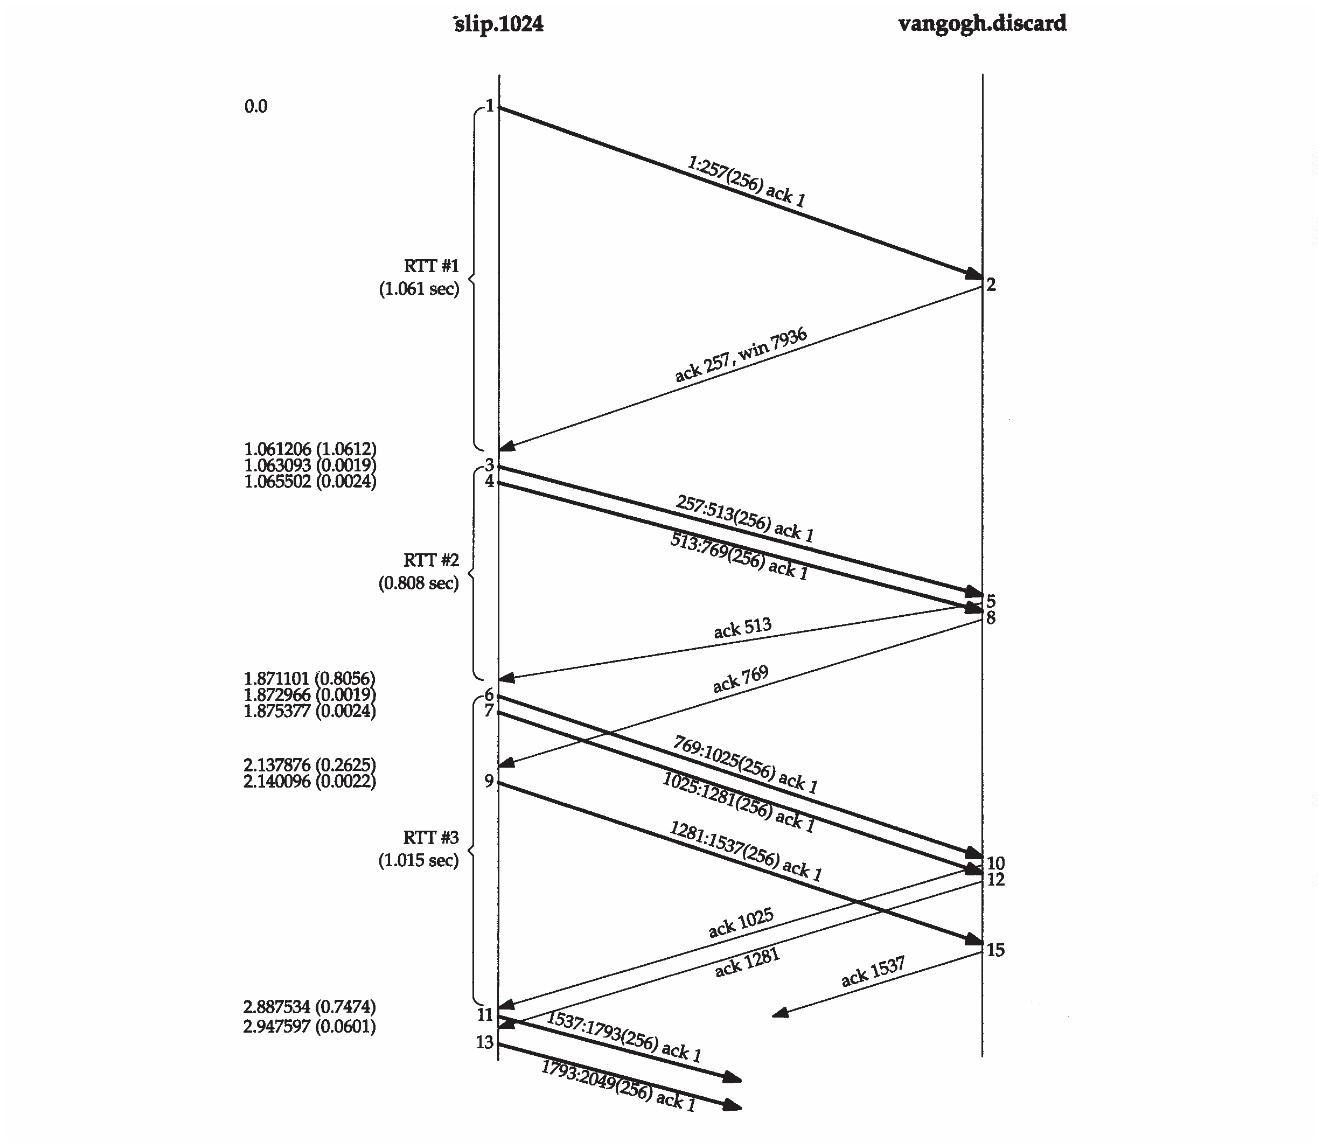 slip.1024
vangogh.discard
0.0
1
1:257(256) ack 1
RTT #1
(1.061 sec)
2
ack 257, win 7936
1.061206 (1.0612)
1.063093 (0.0019)
3
1.065502 (0.0024)
4
257:513(256) ack 1
513:769(256) ack 1
RTT #2
(0.808 sec)
5
8
ack 513
ack 769
1.871101 (0.8056)
1.872966 (0.0019)
6
1.875377 (0.0024)
7
769:1025(256) ack 1
1025:1281(256) ack 1
2.137876 (0.2625)
2.140096 (0.0022)
9
1281:1537(256) ack 1
RTT #3
(1.015 sec)
10
12
ack 1025
ack 1281
15
ack 1537
2.887534 (0.7474)
11
2.947597 (0.0601)
1537:1793(256) ack 1
13
1793:2049(256) ack 1